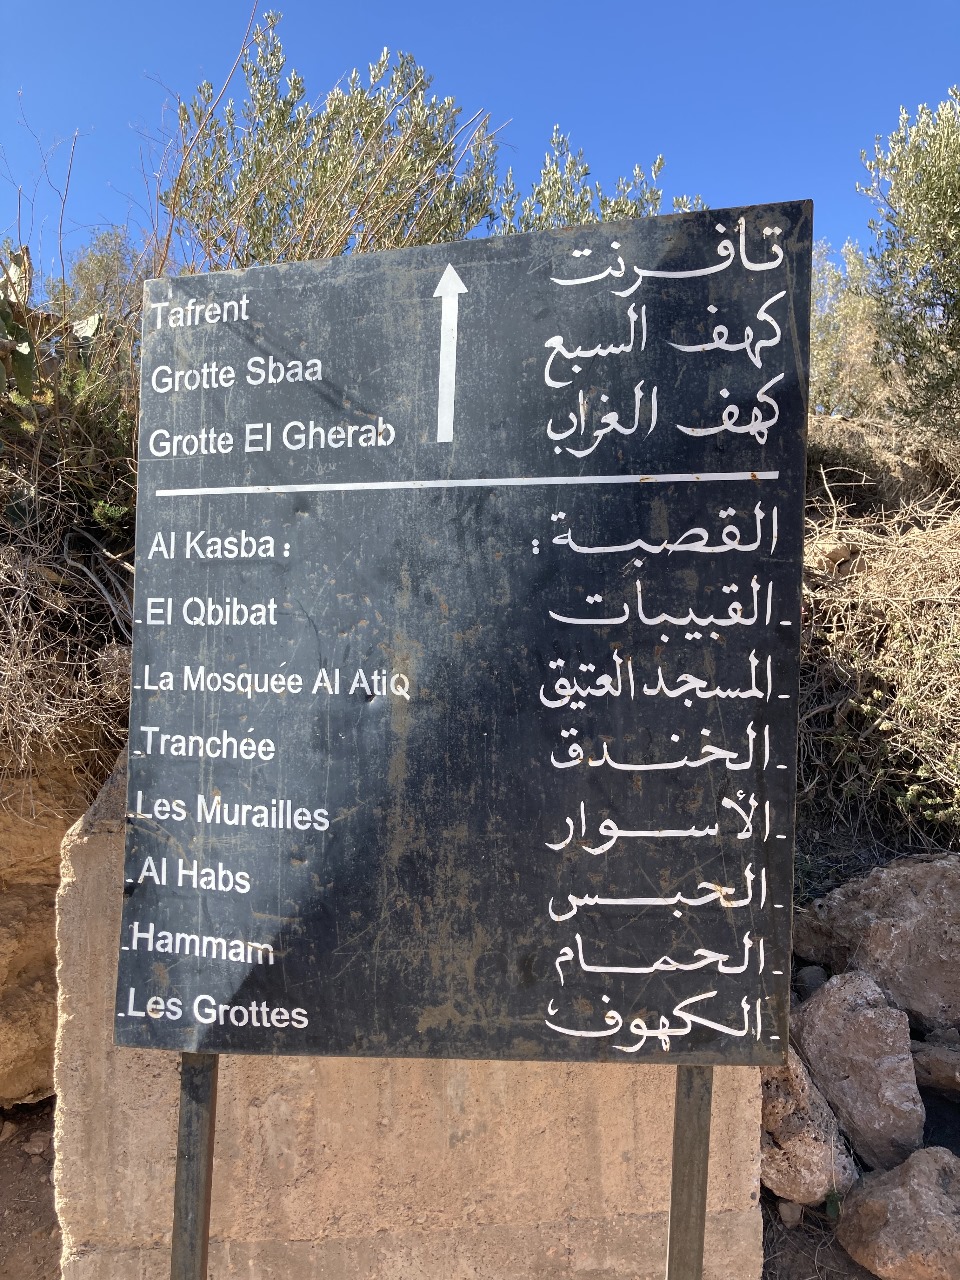 Tafrent تافرنت
Grotte Sbaa كهف السبع
Grotte El Gherab كهف الغراب
Al Kasba : القصبة :
-El Qbibat -القبيبات
-La Mosquée Al AtiQ -المسجد العتيق
-Tranchée -الخندق
-Les Murailles -الأسوار
-Al Habs -الحبس
-Hammam -الحمام
-Les Grottes -الكهوف